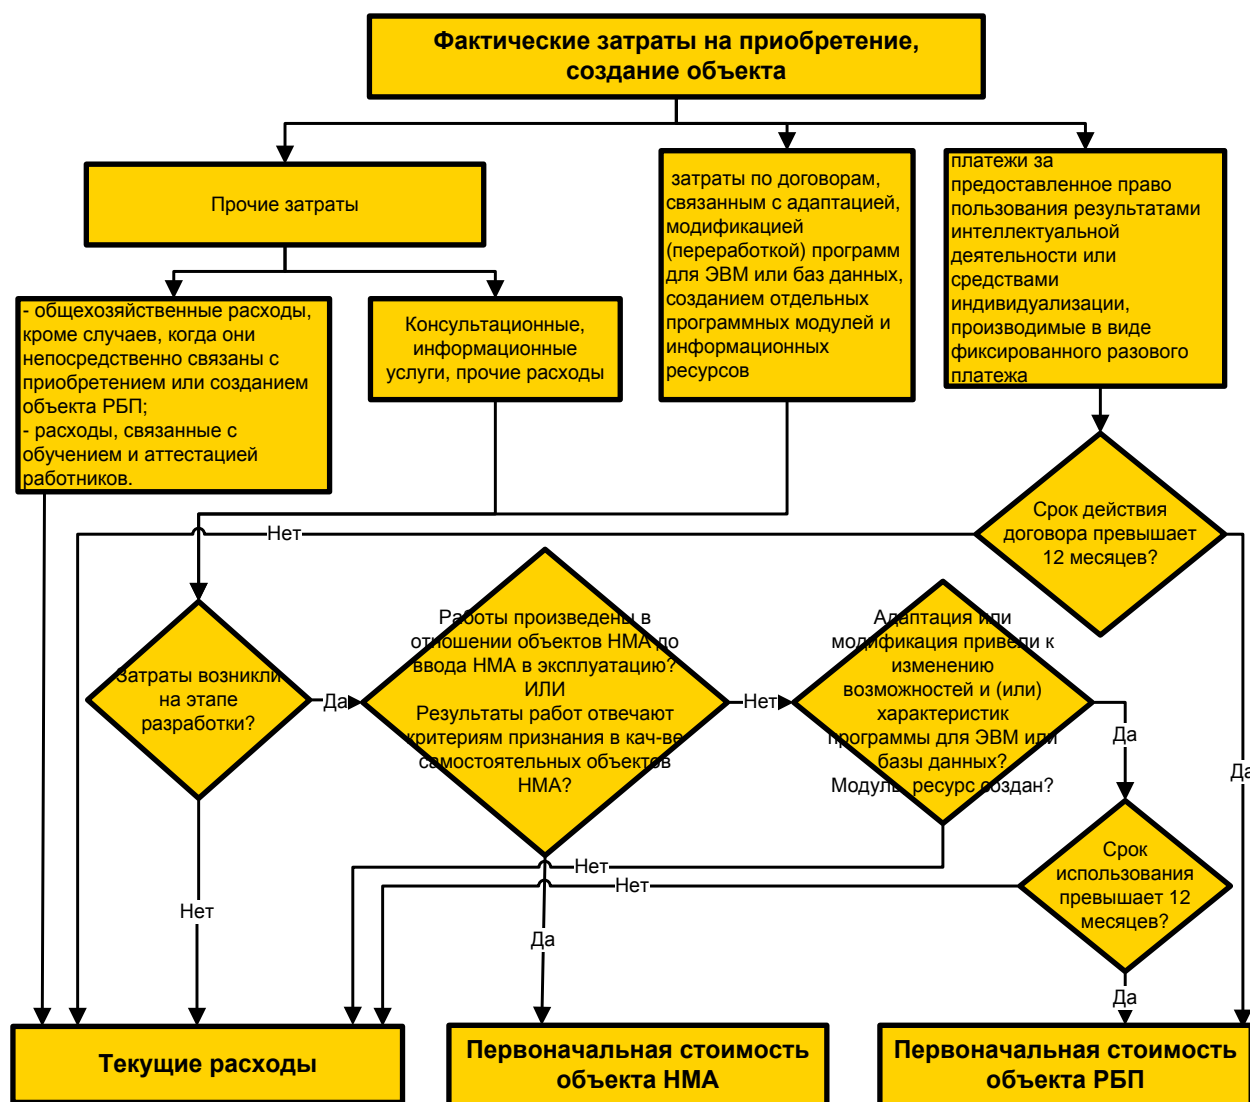 Фактические затраты на приобретение,
создание объекта
Прочие затраты
затраты по договорам,
связанным с адаптацией,
модификацией
(переработкой) программ
для ЭВМ или баз данных,
созданием отдельных
программных модулей и
информационных
ресурсов
платежи за
предоставленное право
пользования результатами
интеллектуальной
деятельности или
средствами
индивидуализации,
производимые в виде
фиксированного разового
платежа
- общехозяйственные расходы,
кроме случаев, когда они
непосредственно связаны с
приобретением или созданием
объекта РБП;
- расходы, связанные с
обучением и аттестацией
работников.
Консультационные,
информационные
услуги, прочие расходы
Срок действия
договора превышает
12 месяцев?
Нет
Да
Затраты возникли
на этапе
разработки?
Да
Нет
Работы произведены в
отношении объектов НМА до
ввода НМА в эксплуатацию?
ИЛИ
Результаты работ отвечают
критериям признания в кач-ве
самостоятельных объектов
НМА?
Нет
Да
Адаптация или
модификация привели к
изменению
возможностей и (или)
характеристик
программы для ЭВМ или
базы данных?
Модуль, ресурс создан?
Да
Нет
Срок
использования
превышает 12
месяцев?
Нет
Да
Текущие расходы
Первоначальная стоимость
объекта НМА
Первоначальная стоимость
объекта РБП